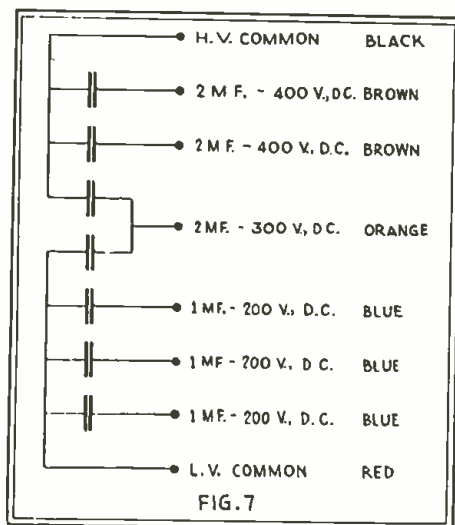 H.V. COMMON BLACK
2 M F. - 400 V., D.C. BROWN
2 MF. - 400 V., D.C. BROWN
2 MF. - 300 V., D.C. ORANGE
1 MF. - 200 V., D.C. BLUE
1 MF - 200 V., D.C. BLUE
1 MF. - 200 V., D.C. BLUE
L.V. COMMON RED
FIG. 7